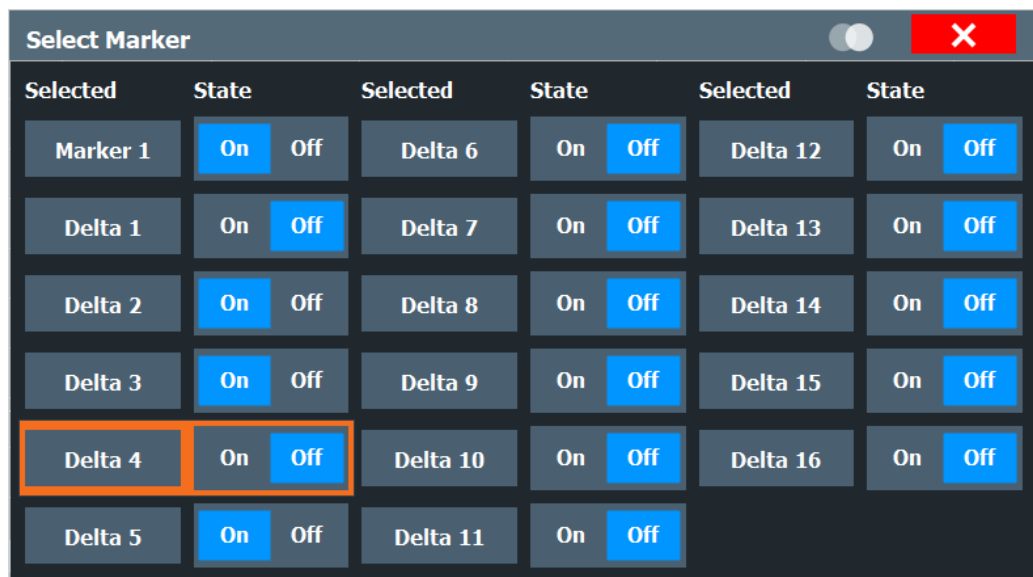 Select Marker
Selected State Selected State Selected State
Marker 1 On Off Delta 6 On Off Delta 12 On Off
Delta 1 On Off Delta 7 On Off Delta 13 On Off
Delta 2 On Off Delta 8 On Off Delta 14 On Off
Delta 3 On Off Delta 9 On Off Delta 15 On Off
Delta 4 On Off Delta 10 On Off Delta 16 On Off
Delta 5 On Off Delta 11 On Off